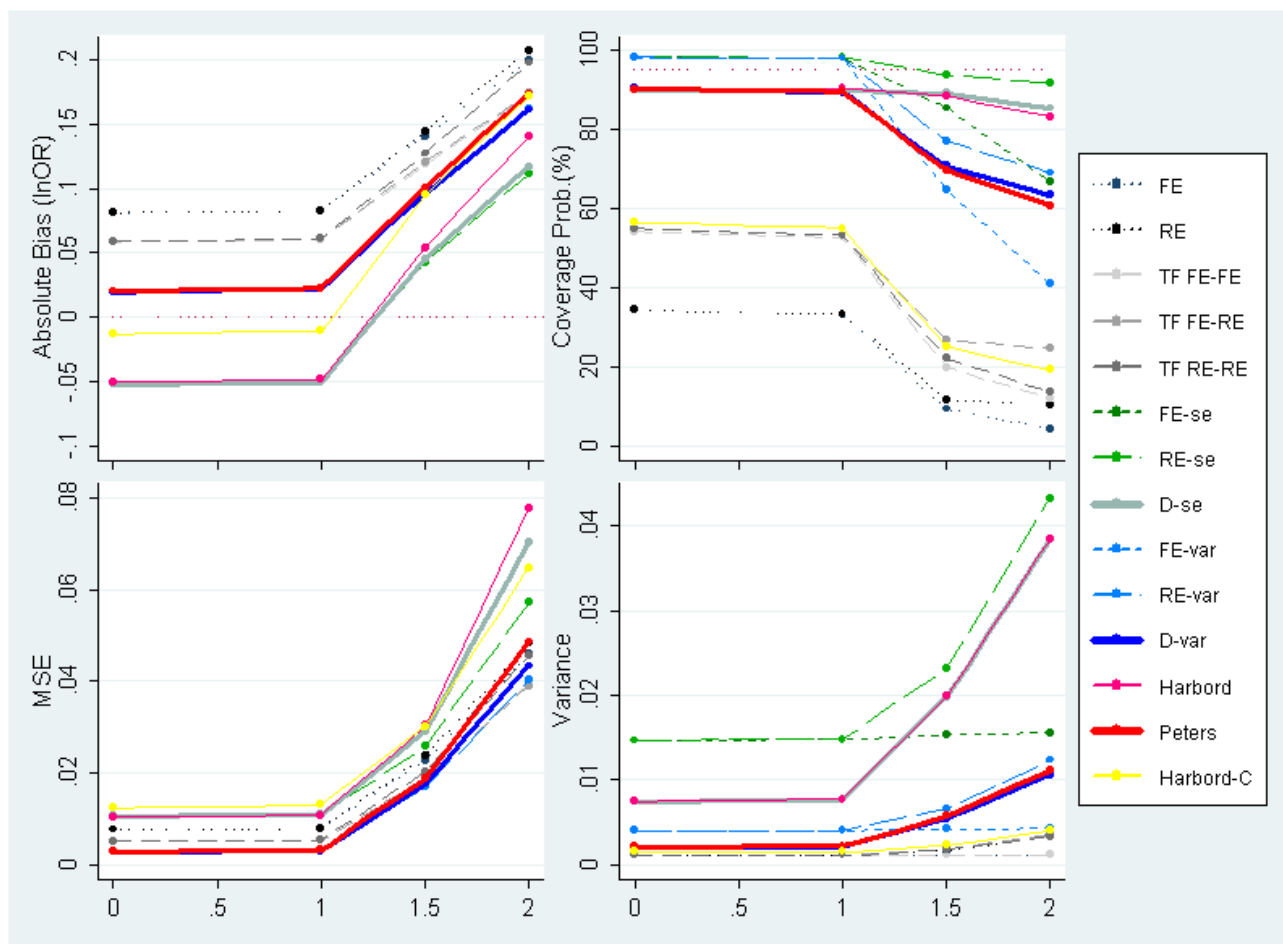 Absolute Bias (lnOR)
.2
.15
.1
.05
0
-.05
-.1
Coverage Prob.(%)
100
80
60
40
20
0
MSE
.08
.06
.04
.02
0
0
.5
1
1.5
2
Variance
.04
.03
.02
.01
0
0
.5
1
1.5
2
FE
RE
TF FE-FE
TF FE-RE
TF RE-RE
FE-se
RE-se
D-se
FE-var
RE-var
D-var
Harbord
Peters
Harbord-C